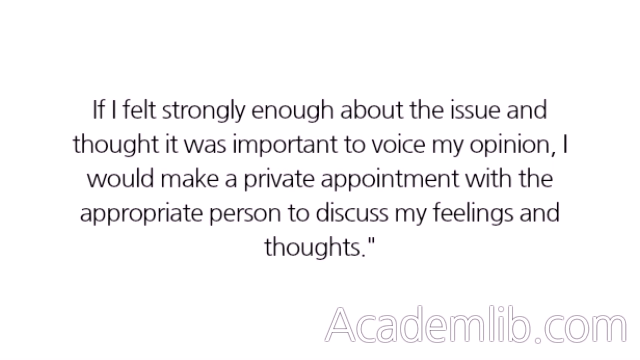 If I felt strongly enough about the issue and
thought it was important to voice my opinion, I
would make a private appointment with the
appropriate person to discuss my feelings and
thoughts."
Academlib.com